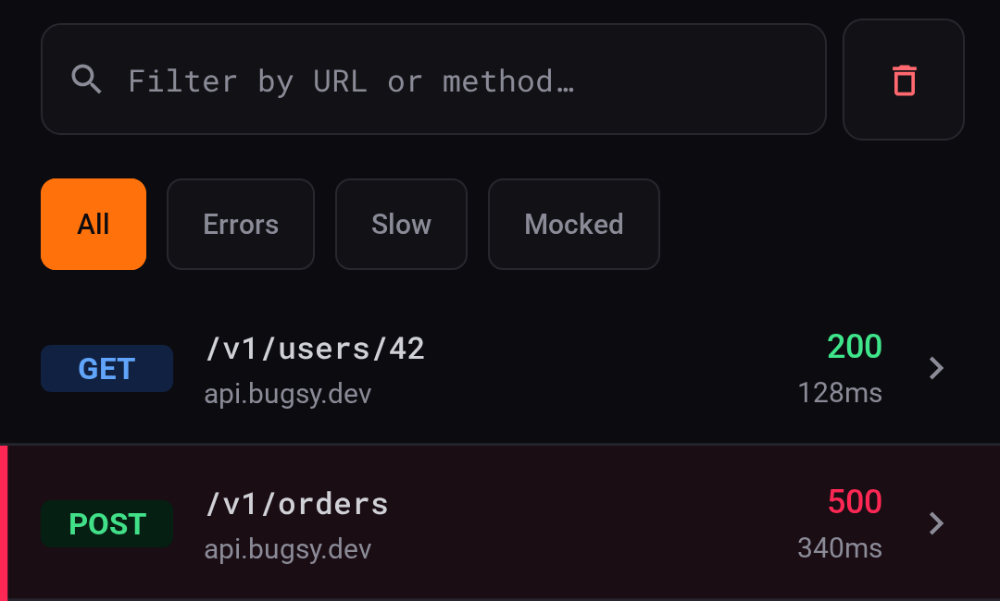 Filter by URL or method…
All
Errors
Slow
Mocked
GET
/v1/users/42
200
api.bugsy.dev
128ms
POST
/v1/orders
500
api.bugsy.dev
340ms